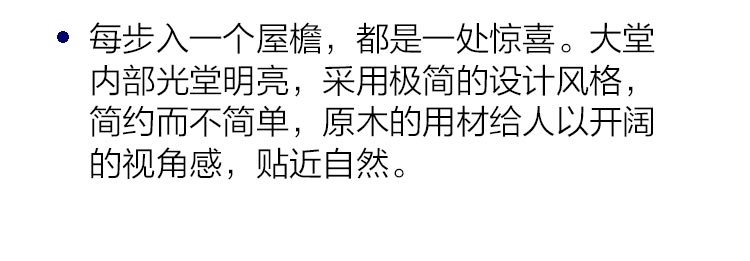 • 每步入一个屋檐，都是一处惊喜。大堂
内部光堂明亮，采用极简的设计风格，
简约而不简单，原木的用材给人以开阔
的视角感，贴近自然。